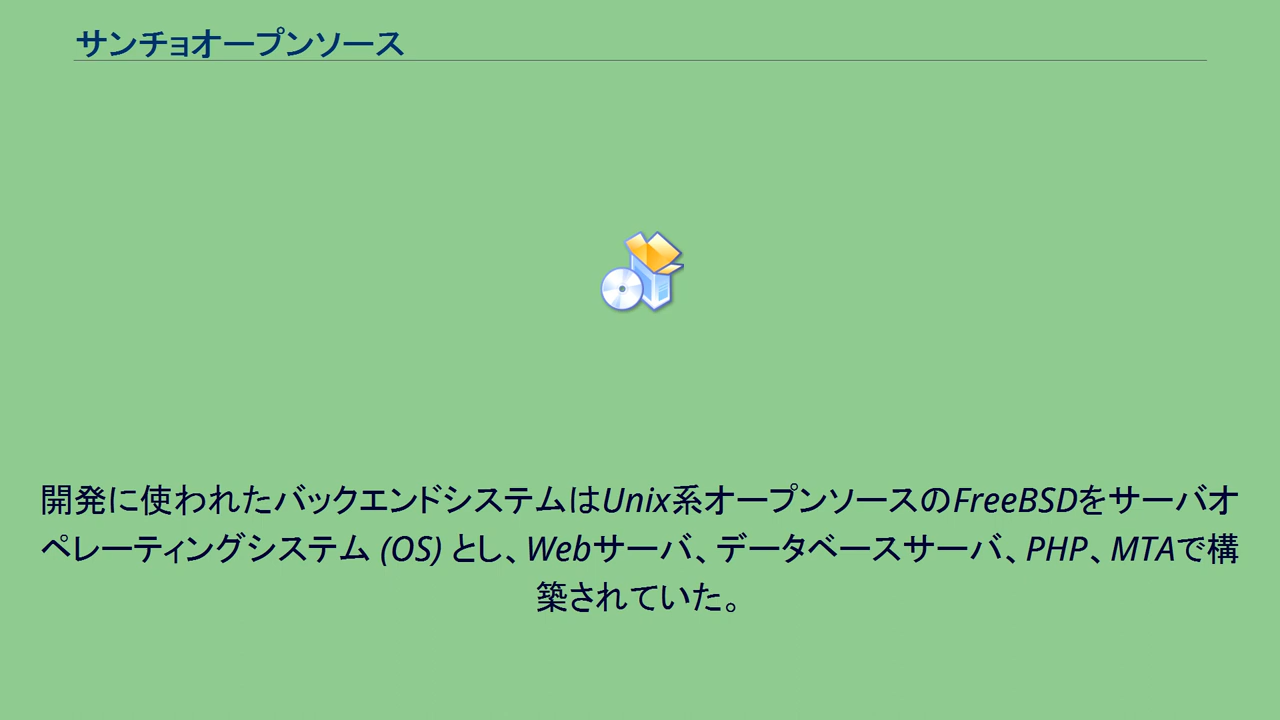 サンチョオープンソース
開発に使われたバックエンドシステムはUnix系オープンソースのFreeBSDをサーバオ
ペレーティングシステム (OS) とし、Webサーバ、データベースサーバ、PHP、MTAで構
築されていた。